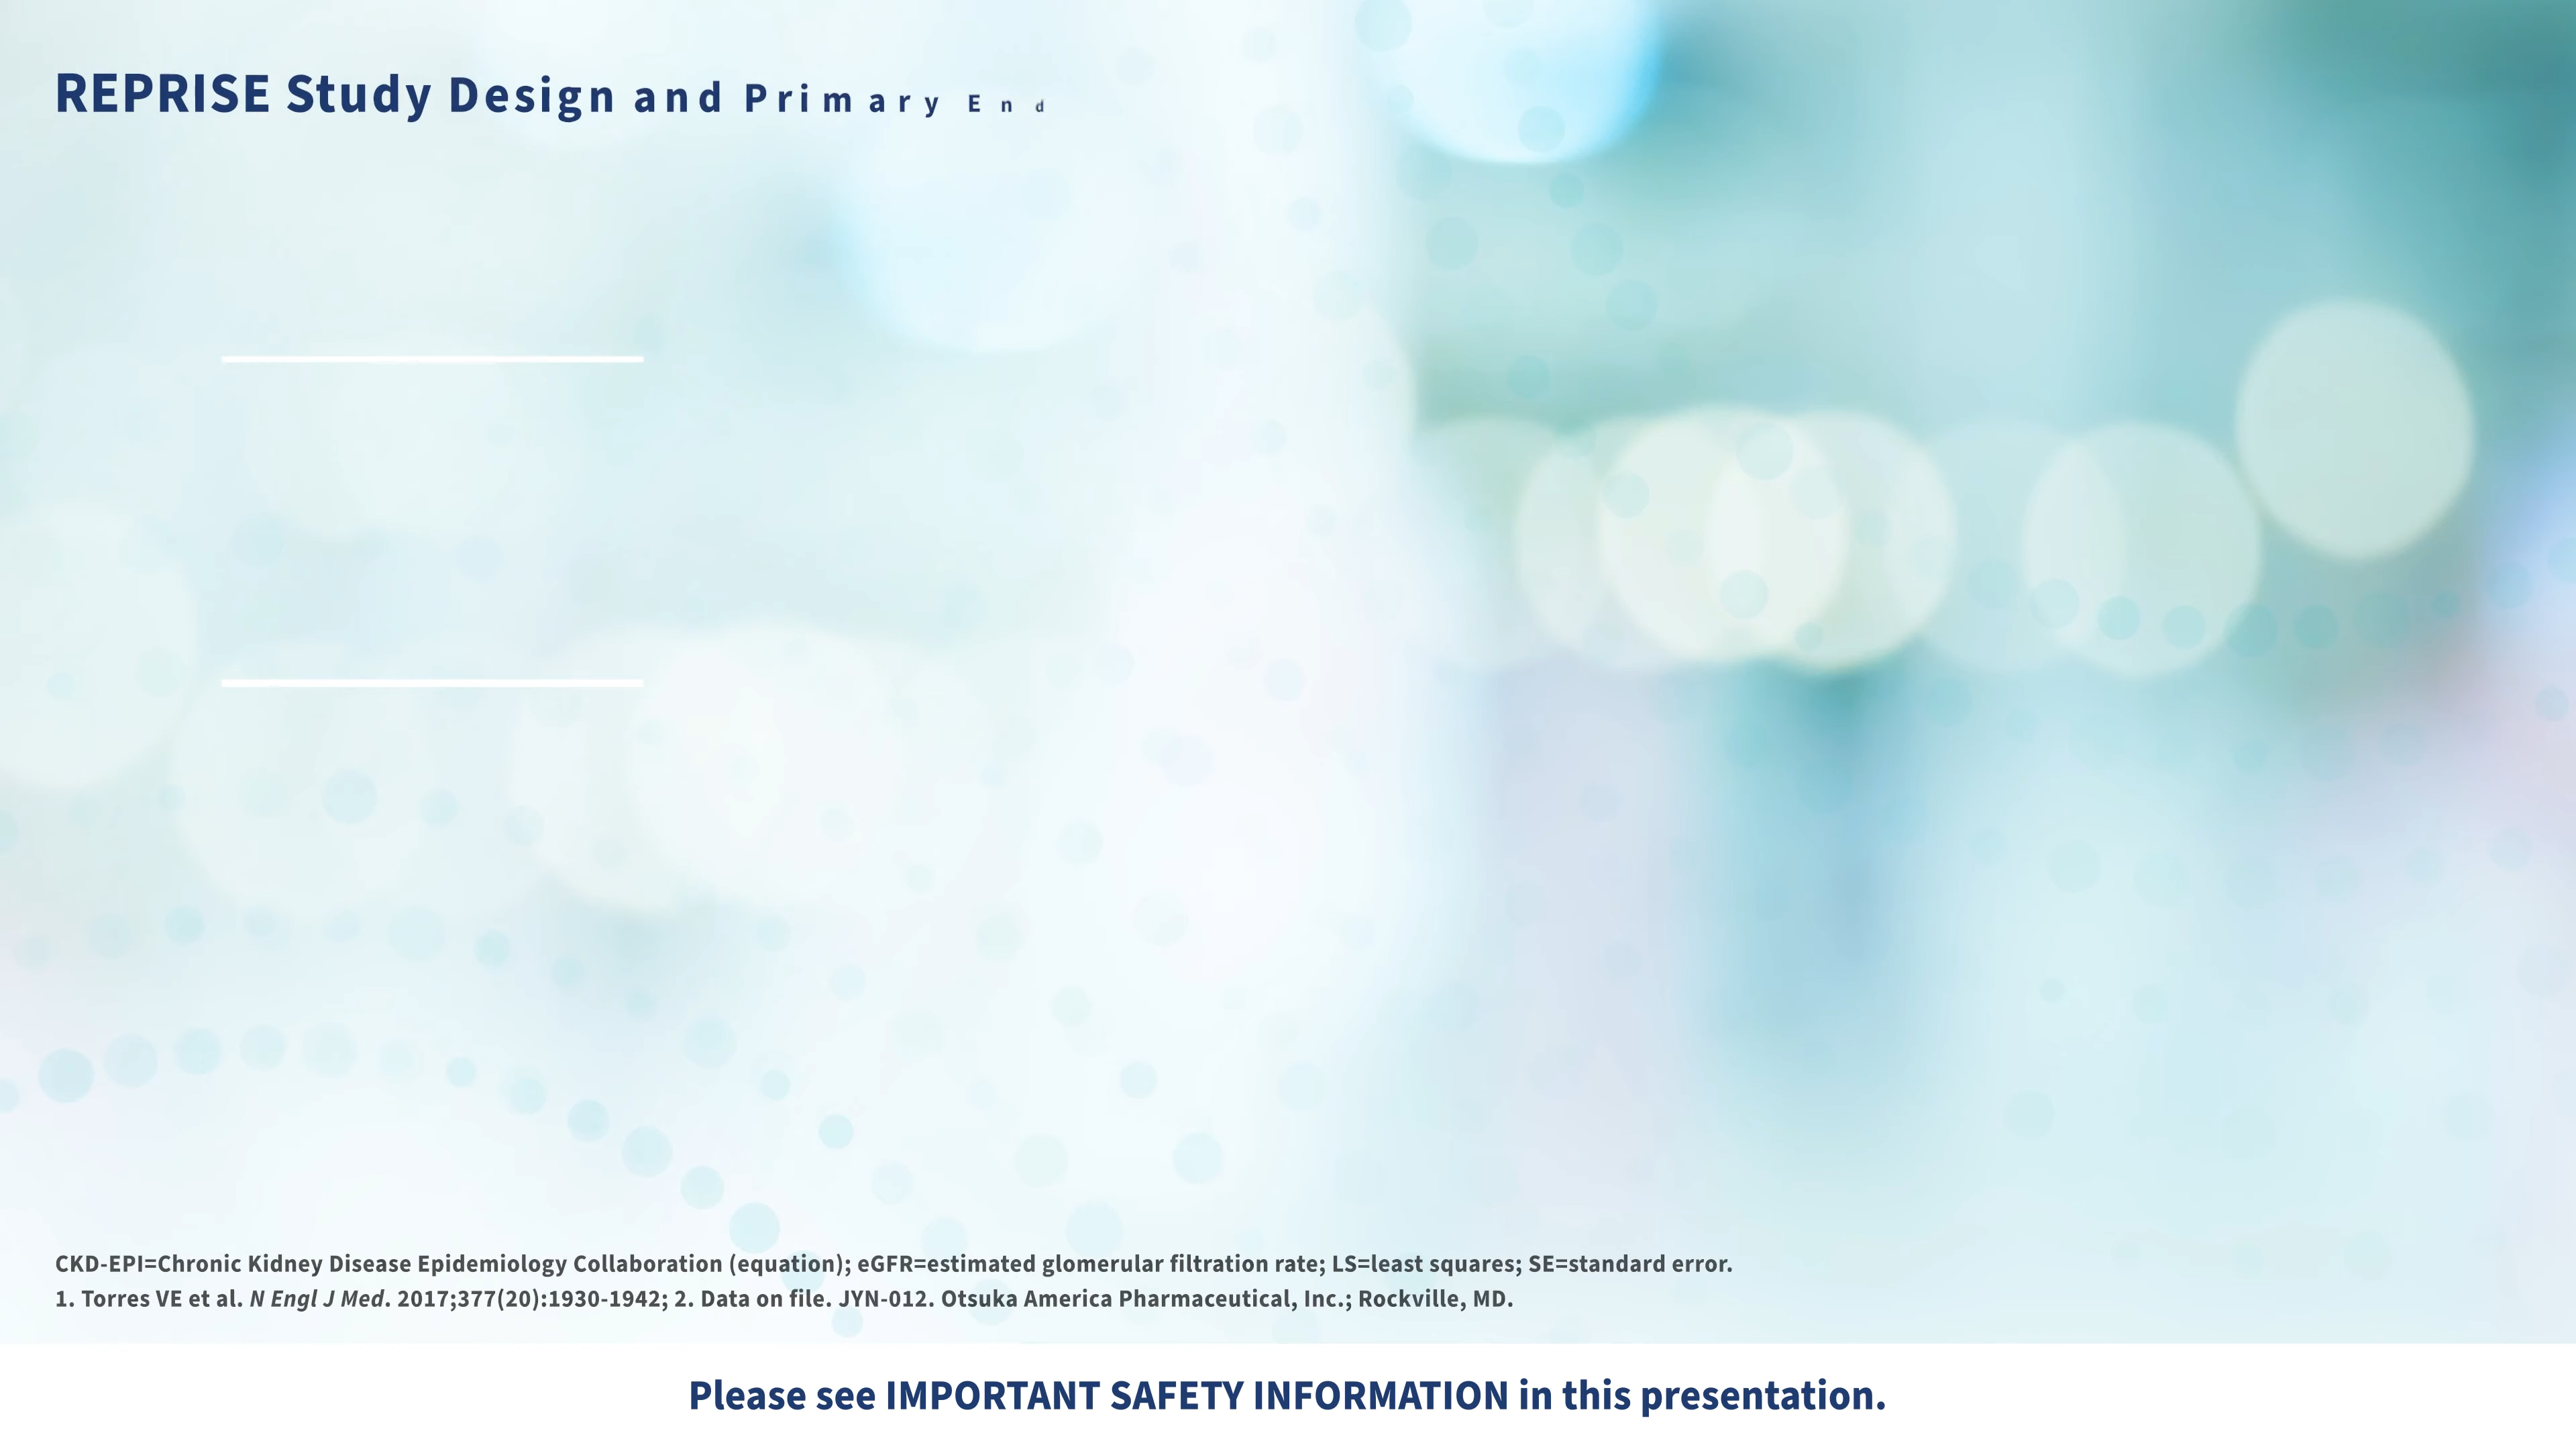 REPRISE Study Design and Primary End
CKD-EPI=Chronic Kidney Disease Epidemiology Collaboration (equation); eGFR=estimated glomerular filtration rate; LS=least squares; SE=standard error.
1. Torres VE et al. N Engl J Med. 2017;377(20):1930-1942; 2. Data on file. JYN-012. Otsuka America Pharmaceutical, Inc.; Rockville, MD.
Please see IMPORTANT SAFETY INFORMATION in this presentation.